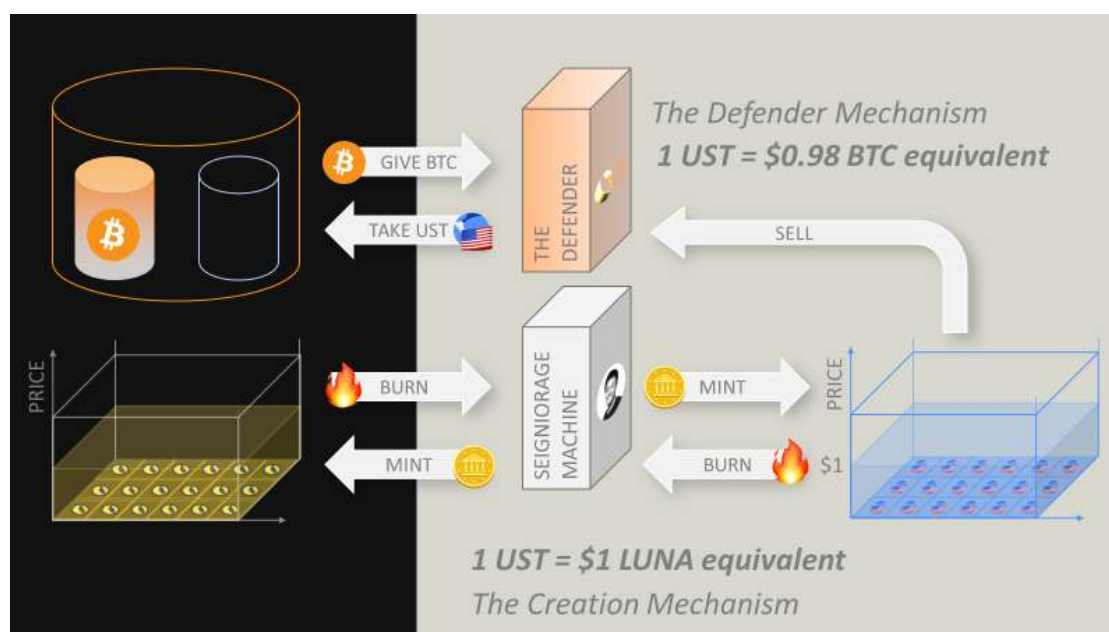 The Defender Mechanism
1 UST = $0.98 BTC equivalent
GIVE BTC
TAKE UST
THE
DEFENDER
SELL
PRICE
BURN
MINT
SEIGNIORAGE
MACHINE
MINT
BURN
PRICE
$1
1 UST = $1 LUNA equivalent
The Creation Mechanism